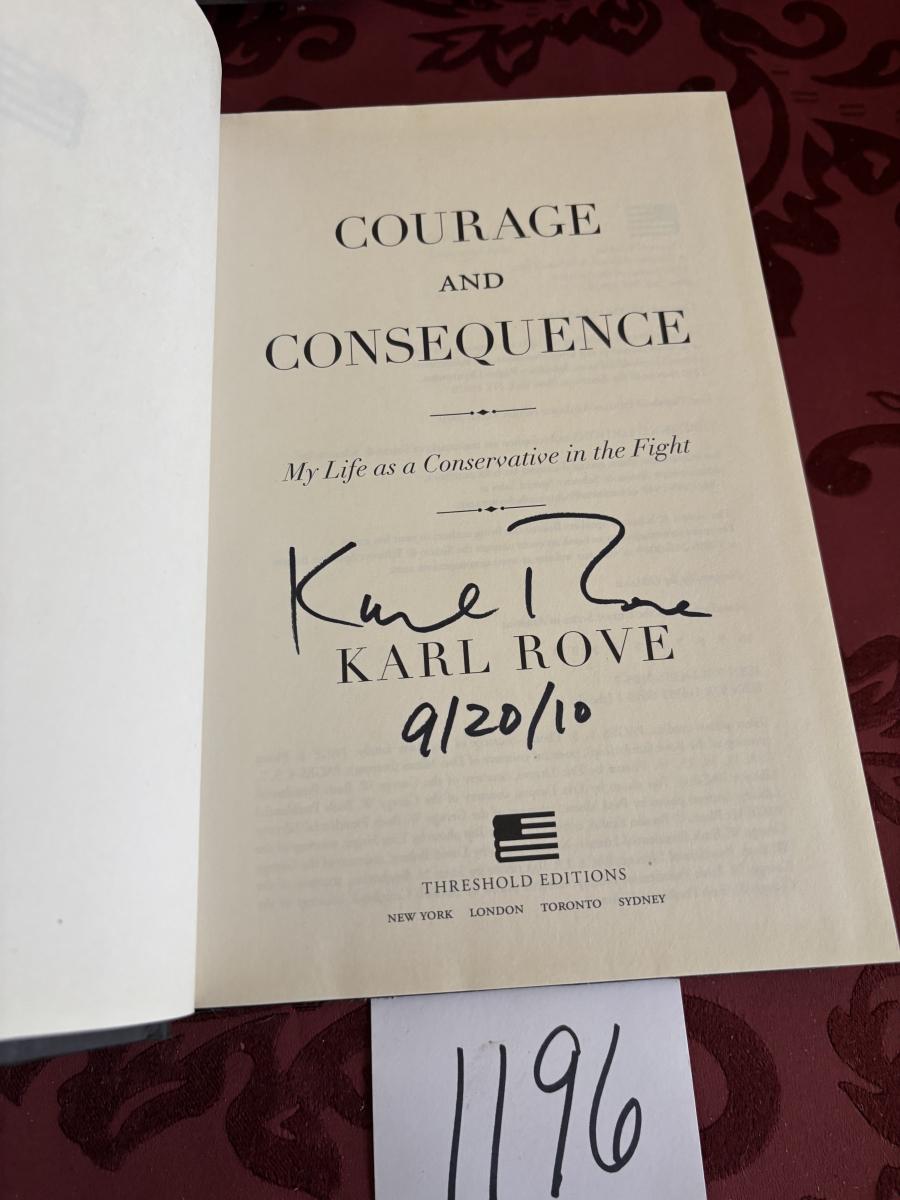 COURAGE
AND
CONSEQUENCE
My Life as a Conservative in the Fight
Karl Rove
KARL ROVE
9/20/10
THRESHOLD EDITIONS
NEW YORK LONDON TORONTO SYDNEY
1196